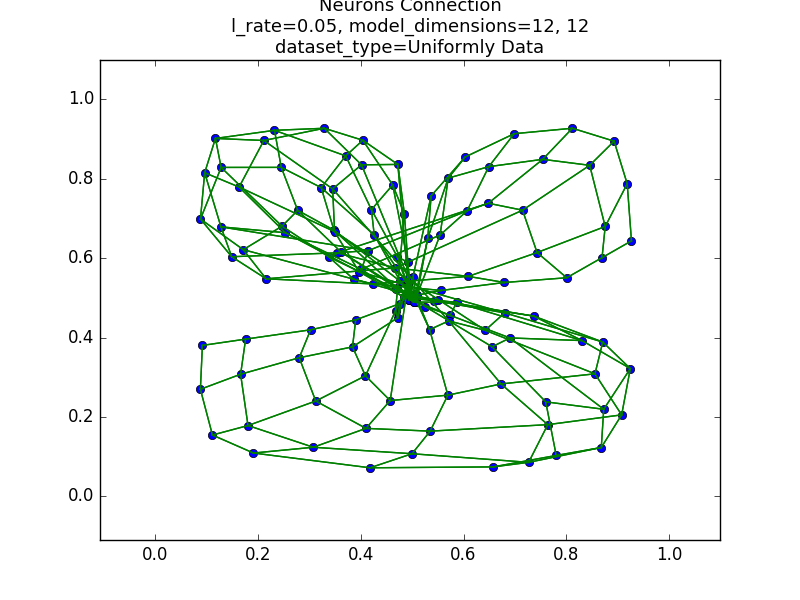 Neurons Connection
l_rate=0.05, model_dimensions=12, 12
dataset_type=Uniformly Data
1.0
0.8
0.6
0.4
0.2
0.0
0.0 0.2 0.4 0.6 0.8 1.0